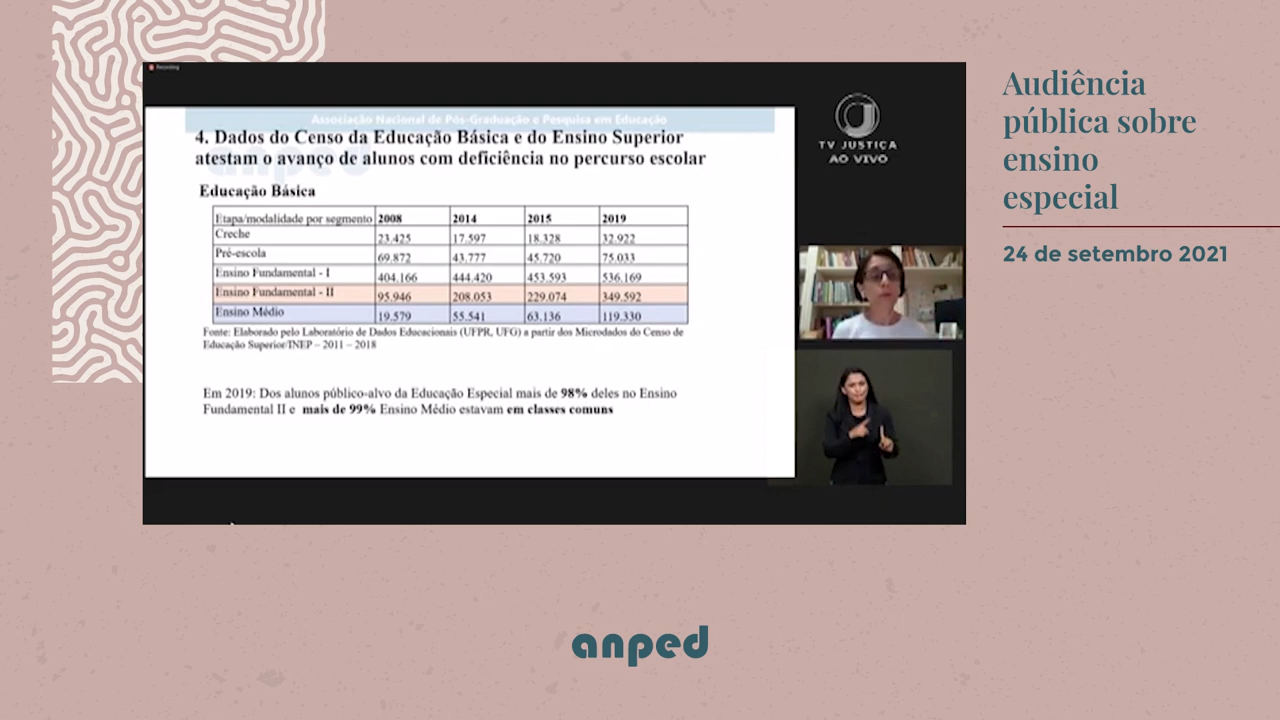 Recording
Associação Nacional de Pós-Graduação e Pesquisa em Educação
4. Dados do Censo da Educação Básica e do Ensino Superior
atestam o avanço de alunos com deficiência no percurso escolar
anped
Educação Básica
Etapa/modalidade por segmento 2008 2014 2015 2019
Creche 23.425 17.597 18.328 32.922
Pré-escola 69.872 43.777 45.720 75.033
Ensino Fundamental - I 404.166 444.420 453.593 536.169
Ensino Fundamental - II 95.946 208.053 229.074 349.592
Ensino Médio 19.579 55.541 63.136 119.330
Fonte: Elaborado pelo Laboratório de Dados Educacionais (UFPR, UFG) a partir dos Microdados do Censo de
Educação Superior/INEP – 2011 – 2018
Em 2019: Dos alunos público-alvo da Educação Especial mais de 98% deles no Ensino
Fundamental II e mais de 99% Ensino Médio estavam em classes comuns
TV JUSTIÇA
AO VIVO
Audiência
pública sobre
ensino
especial
24 de setembro 2021
anped